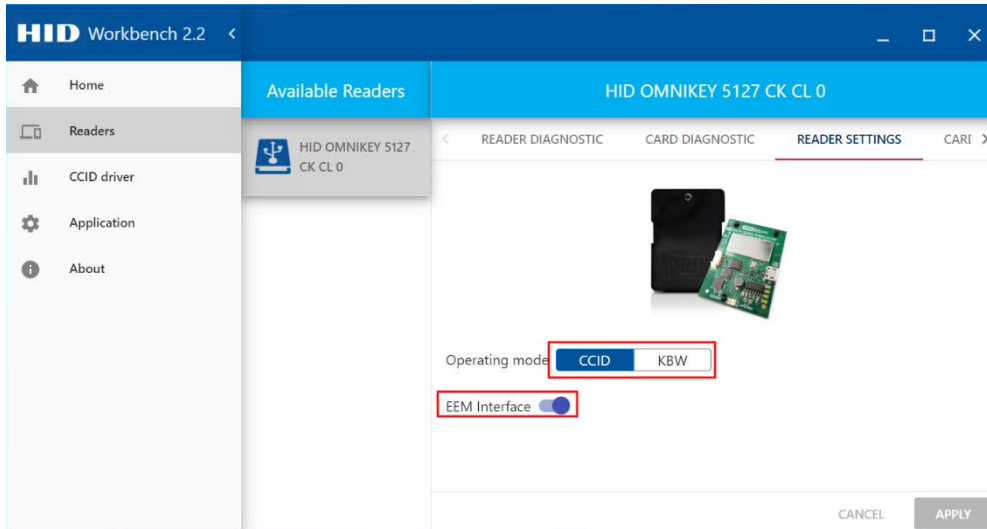 HID Workbench 2.2 <
Home
Readers
CCID driver
Application
About
Available Readers
HID OMNIKEY 5127
CK CL 0
HID OMNIKEY 5127 CK CL 0
READER DIAGNOSTIC
CARD DIAGNOSTIC
READER SETTINGS
CARD
Operating mode
CCID
KBW
EEM Interface
CANCEL
APPLY